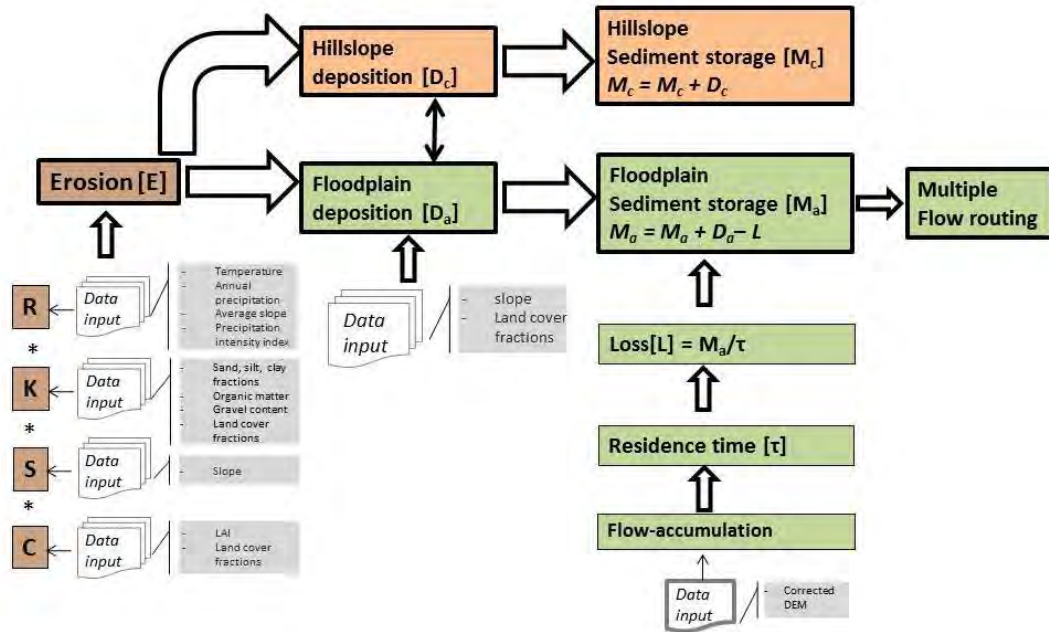 Hillslope
deposition [Dc]
Hillslope
Sediment storage [Mc]
Mc = Mc + Dc
Erosion [E]
Floodplain
deposition [Da]
Floodplain
Sediment storage [Ma]
Ma = Ma + Da – L
Multiple
Flow routing
R
Data
input
- Temperature
- Annual
precipitation
- Average slope
- Precipitation
intensity index
*
K
Data
input
- Sand, silt, clay
fractions
- Organic matter
- Gravel content
- Land cover
fractions
*
S
Data
input
- Slope
*
C
Data
input
- LAI
- Land cover
fractions
Data
input
- slope
- Land cover
fractions
Loss[L] = Ma/τ
Residence time [τ]
Flow-accumulation
Data
input
- Corrected
DEM